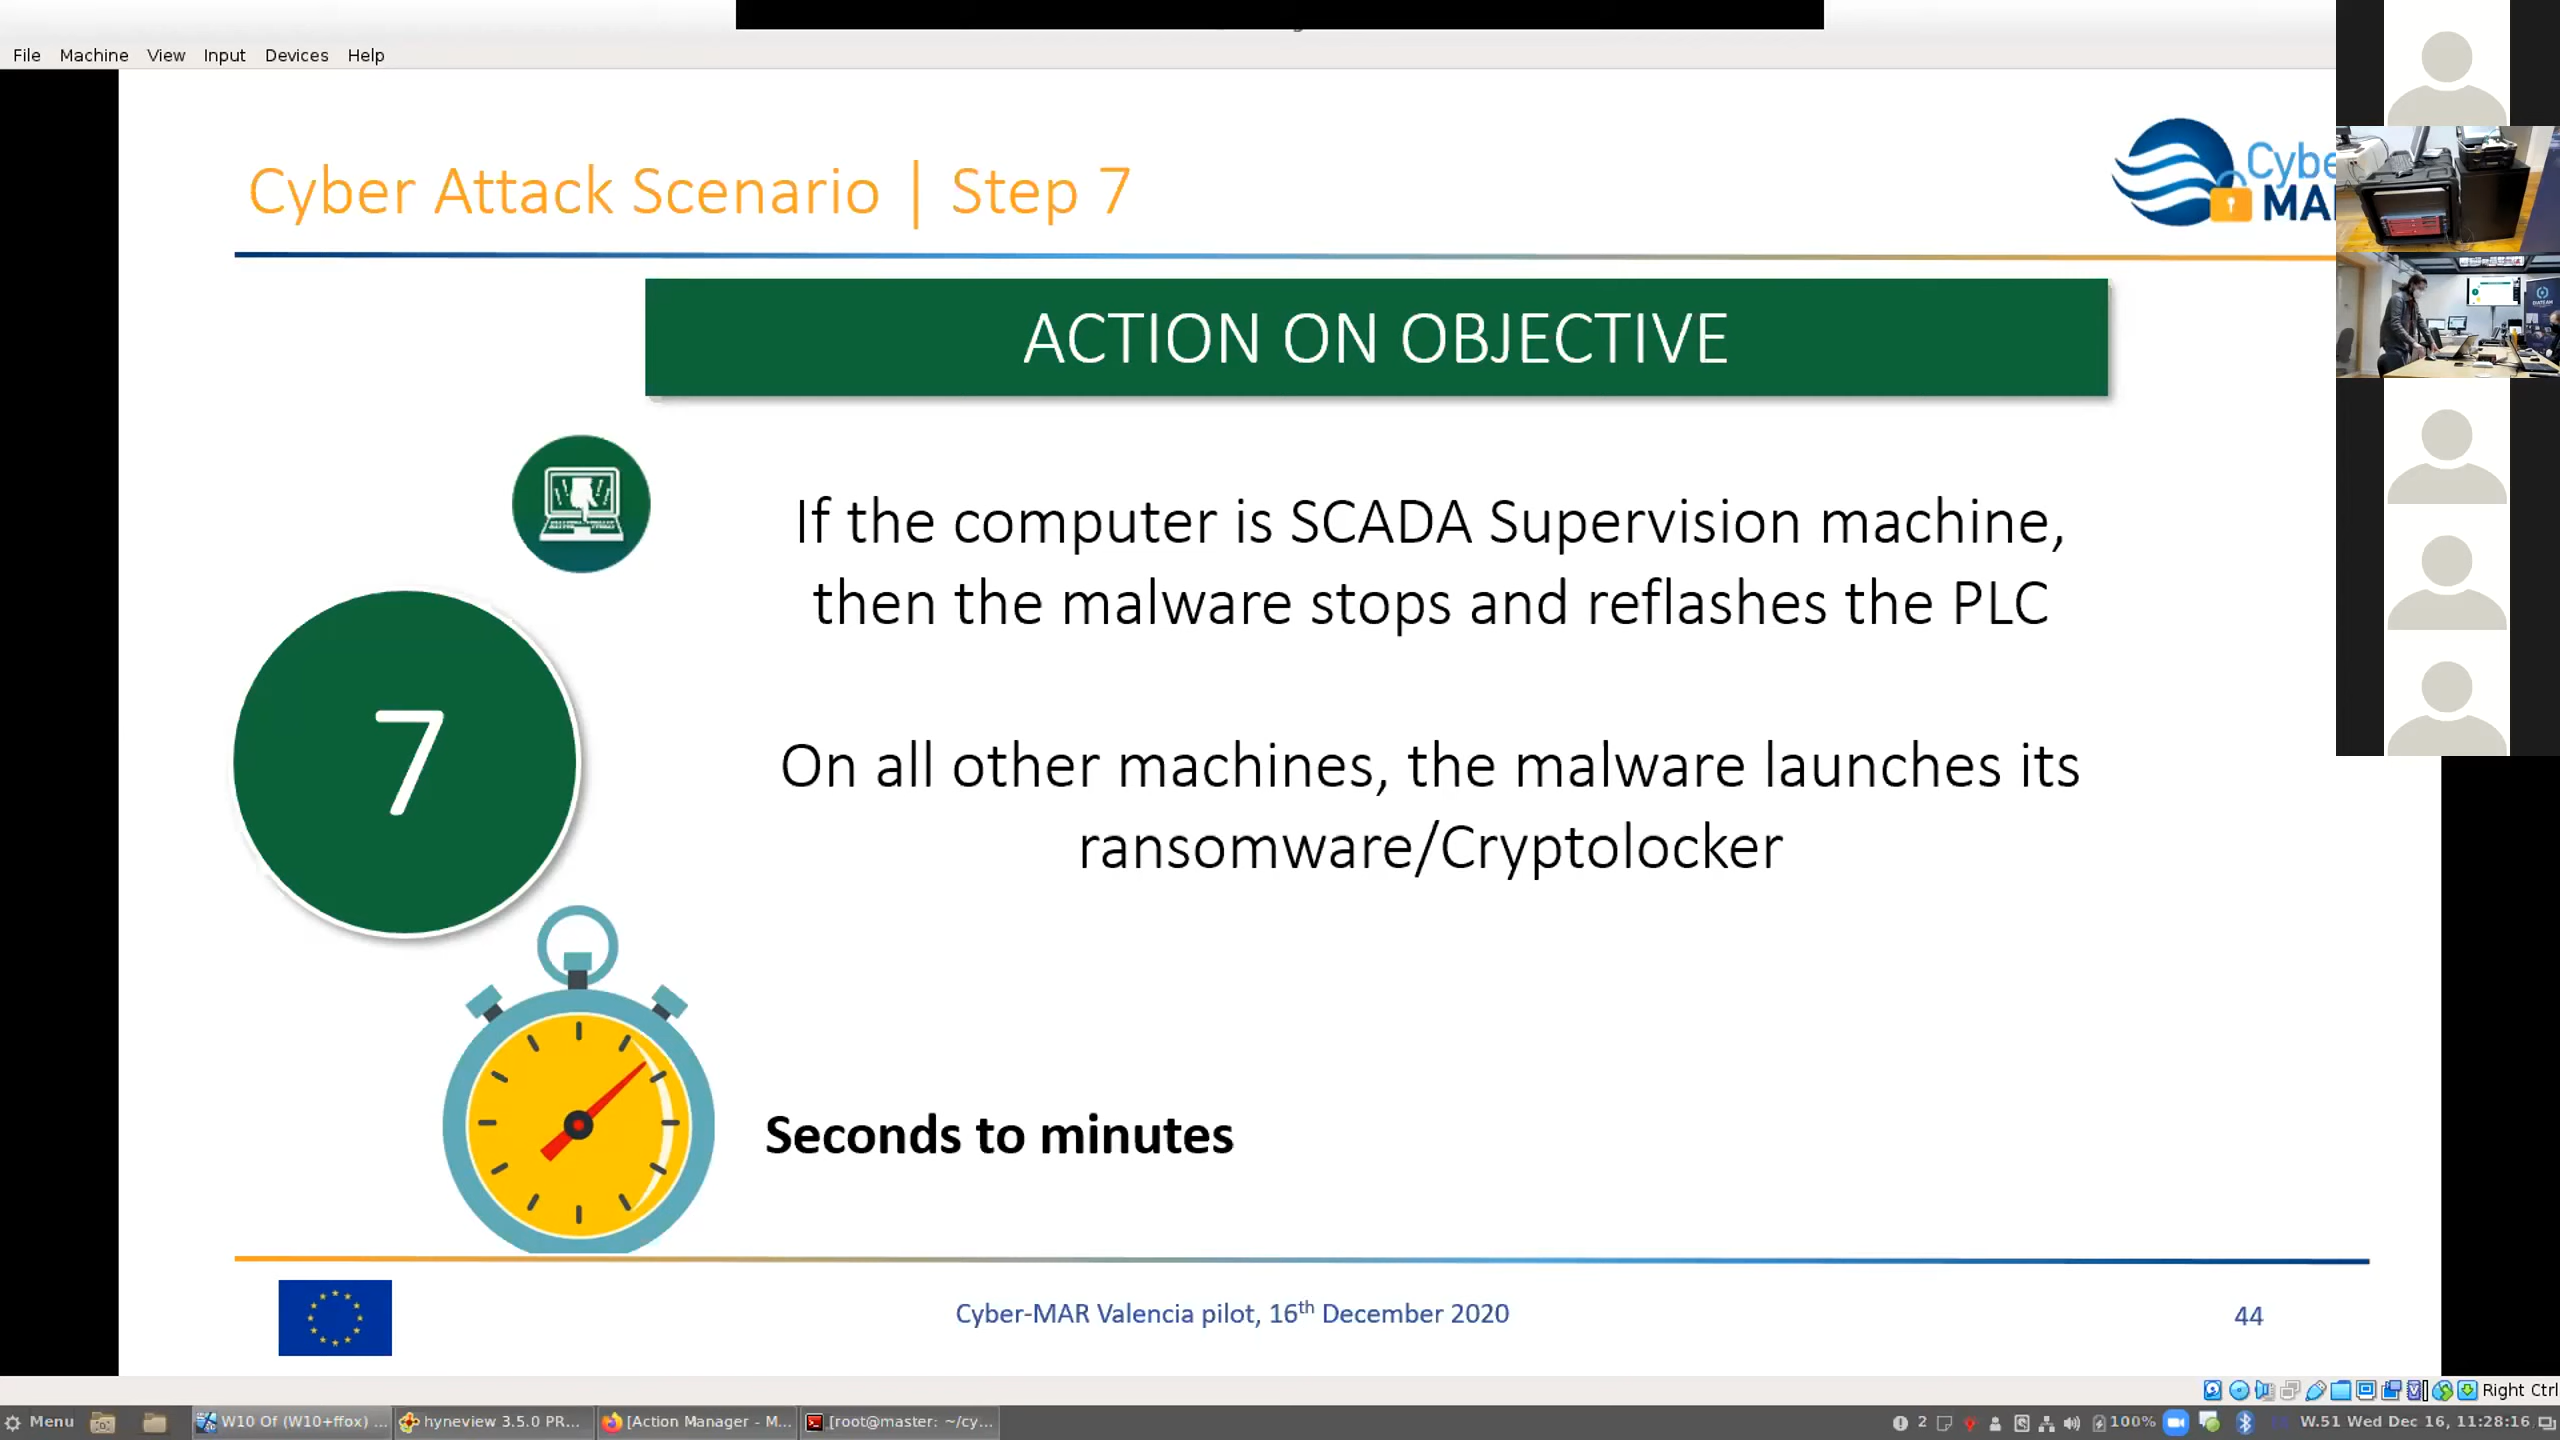 File Machine View Input Devices Help
Cyber Attack Scenario | Step 7
ACTION ON OBJECTIVE
If the computer is SCADA Supervision machine,
then the malware stops and reflashes the PLC
7
On all other machines, the malware launches its
ransomware/Cryptolocker
Seconds to minutes
Cyber-MAR Valencia pilot, 16th December 2020
44
Right Ctrl
Menu
W10 Of (W10+ffox) ...
hyneview 3.5.0 PR...
[Action Manager - M...
[root@master: ~/cy...
2
100%
W.51 Wed Dec 16, 11:28:16